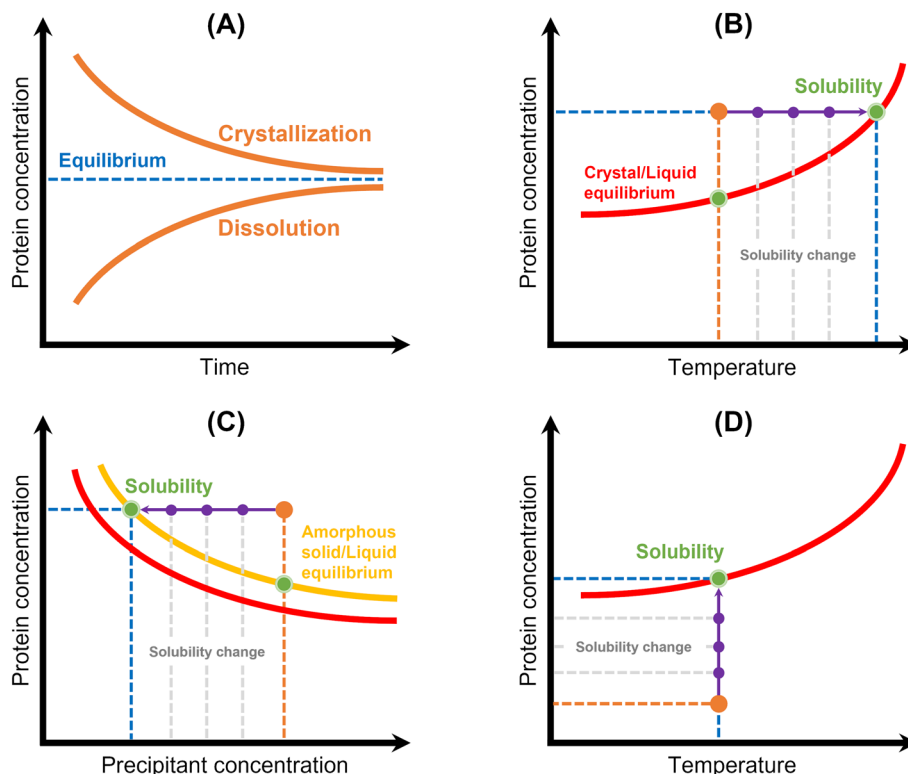 (A)
Protein concentration
Crystallization
Equilibrium
Dissolution
Time
(B)
Protein concentration
Solubility
Crystal/Liquid
equilibrium
Solubility change
Temperature
(C)
Protein concentration
Solubility
Amorphous
solid/Liquid
equilibrium
Solubility change
Precipitant concentration
(D)
Protein concentration
Solubility
Solubility change
Temperature